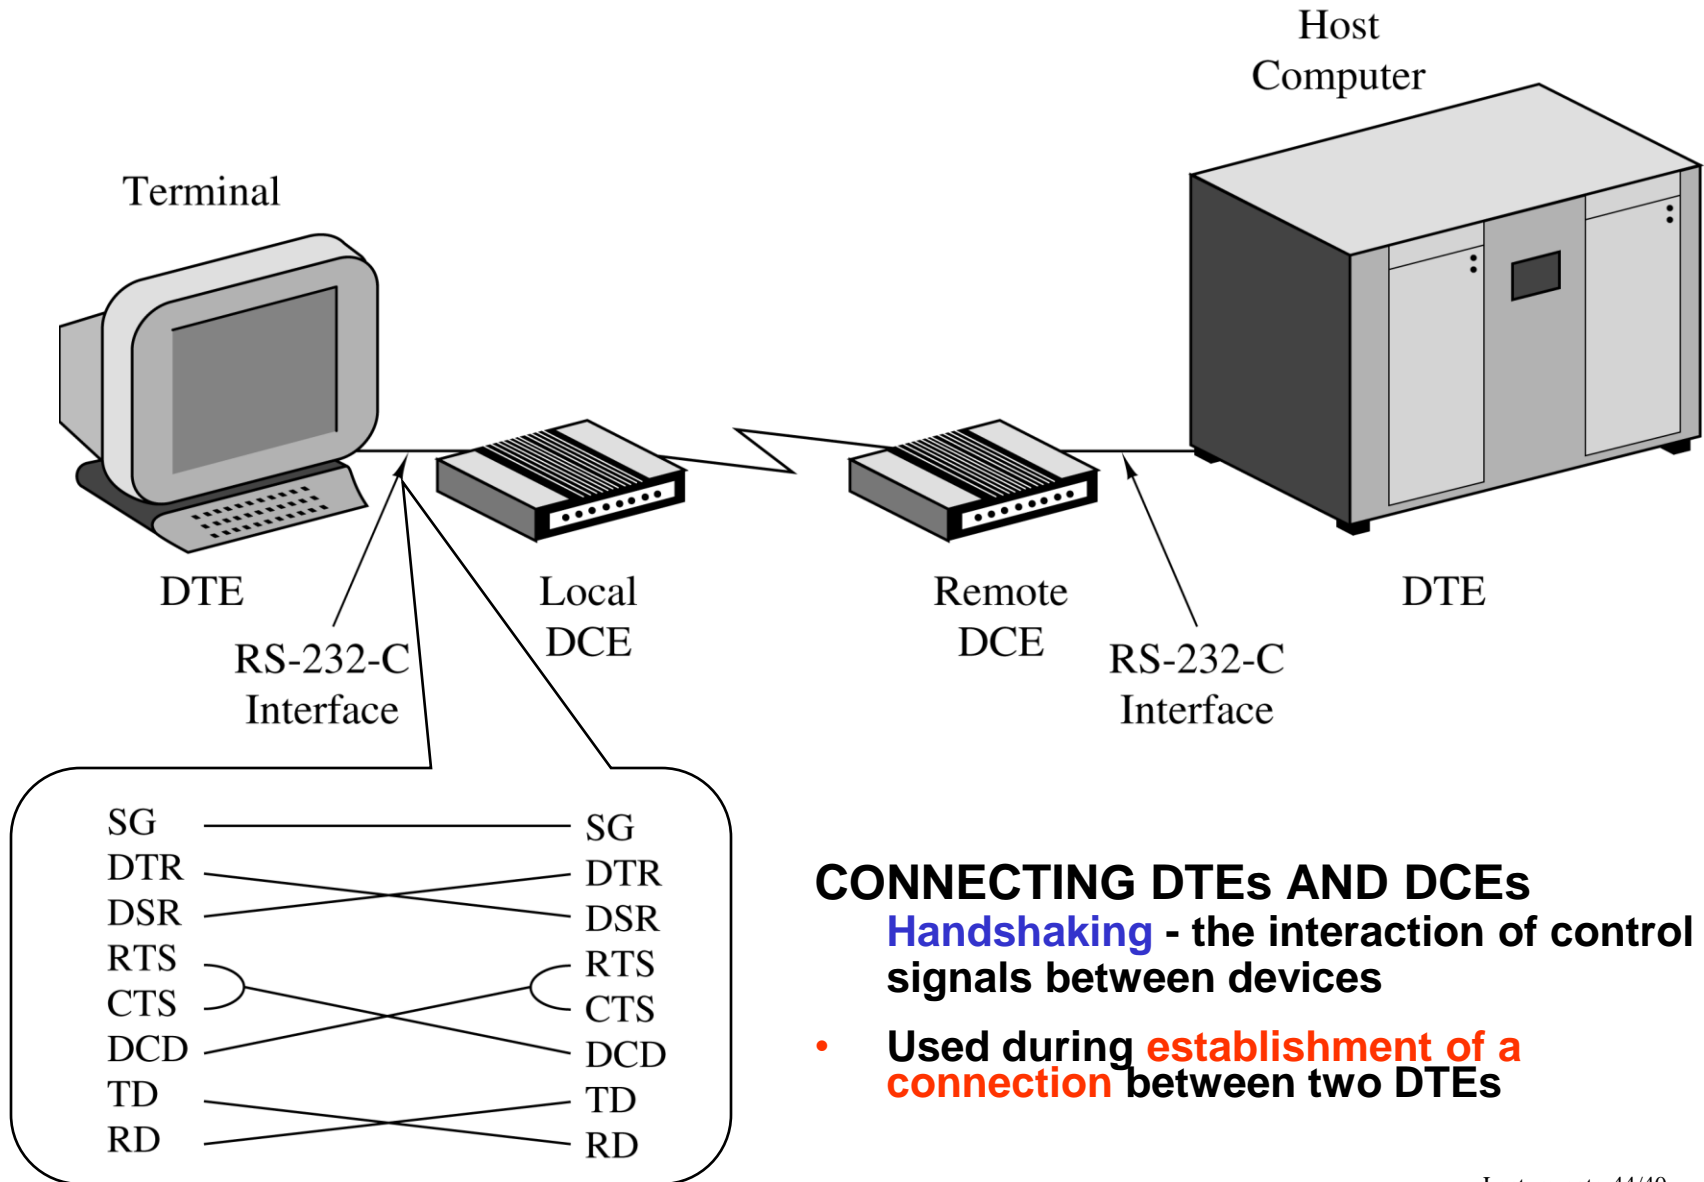 Host
Computer
Terminal
DTE
Local
DCE
Remote
DCE
DTE
RS-232-C
Interface
RS-232-C
Interface
SG
DTR
DSR
RTS
CTS
DCD
TD
RD
SG
DTR
DSR
RTS
CTS
DCD
TD
RD
CONNECTING DTEs AND DCEs
Handshaking - the interaction of control
signals between devices
• Used during establishment of a
connection between two DTEs
44/49